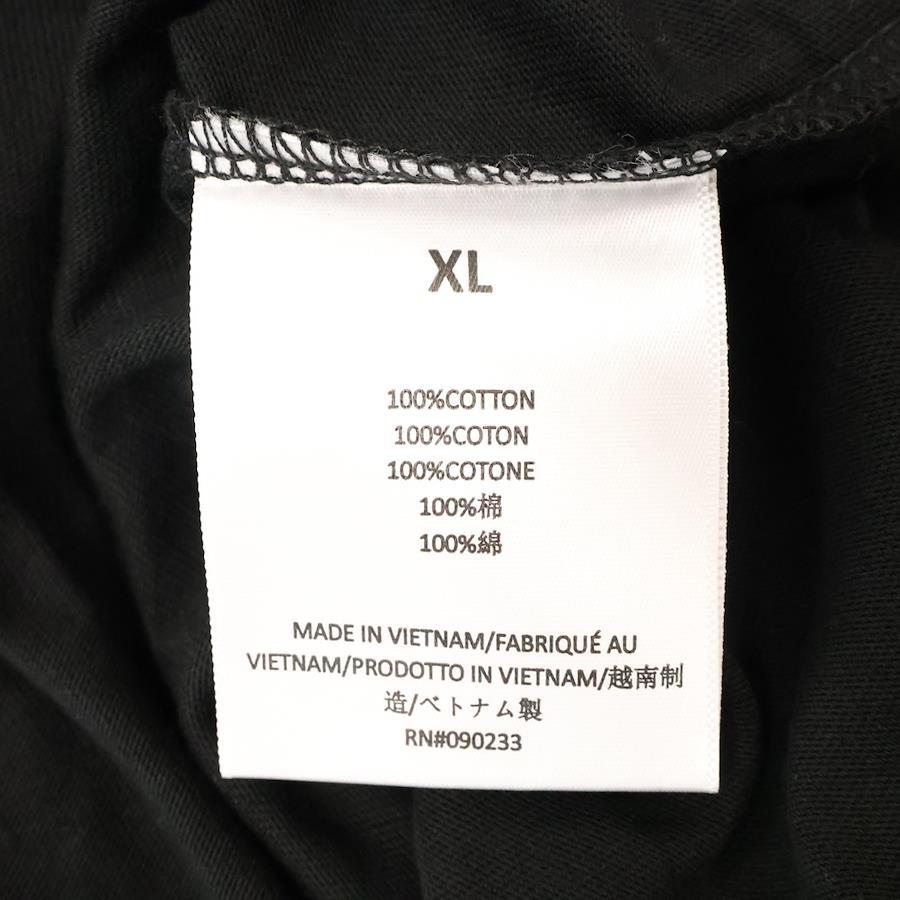 XL
100%COTTON
100%COTON
100%COTONE
100%棉
100%綿
MADE IN VIETNAM/FABRIQUÉ AU
VIETNAM/PRODOTTO IN VIETNAM/越南制
造/ベトナム製
RN#090233